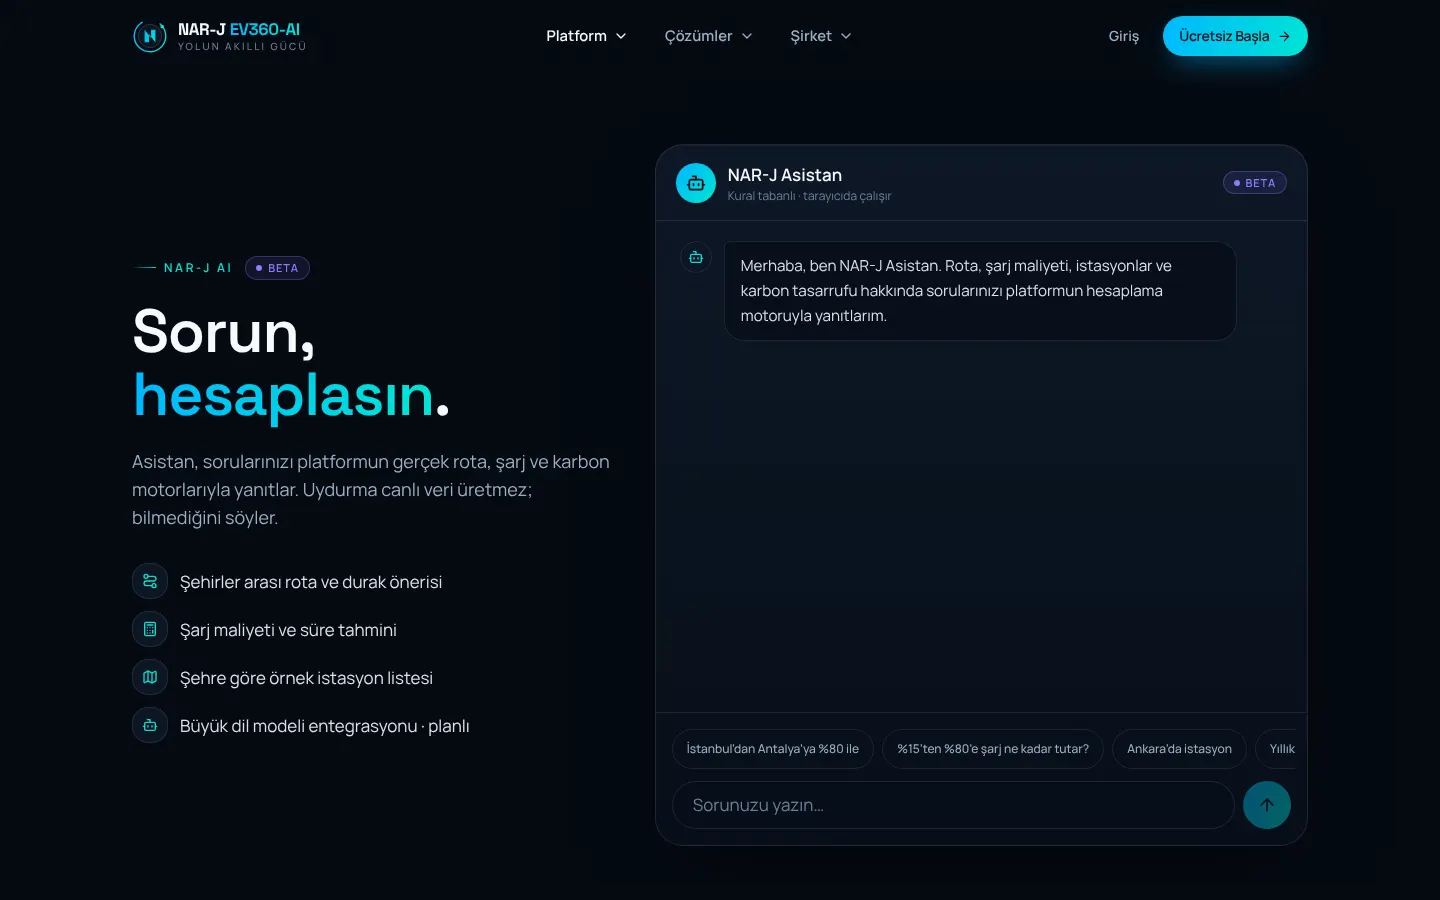 NAR-J EV360-AI
YOLUN AKILLI GÜCÜ
Platform
Çözümler
Şirket
Giriş
Ücretsiz Başla
NAR-J AI
BETA
Sorun,
hesaplasın.
Asistan, sorularınızı platformun gerçek rota, şarj ve karbon
motorlarıyla yanıtlar. Uydurma canlı veri üretmez;
bilmediğini söyler.
Şehirler arası rota ve durak önerisi
Şarj maliyeti ve süre tahmini
Şehre göre örnek istasyon listesi
Büyük dil modeli entegrasyonu · planlı
NAR-J Asistan
Kural tabanlı · tarayıcıda çalışır
BETA
Merhaba, ben NAR-J Asistan. Rota, şarj maliyeti, istasyonlar ve
karbon tasarrufu hakkında sorularınızı platformun hesaplama
motoruyla yanıtlarım.
İstanbul'dan Antalya'ya %80 ile
%15'ten %80'e şarj ne kadar tutar?
Ankara'da istasyon
Yıllık
Sorunuzu yazın...